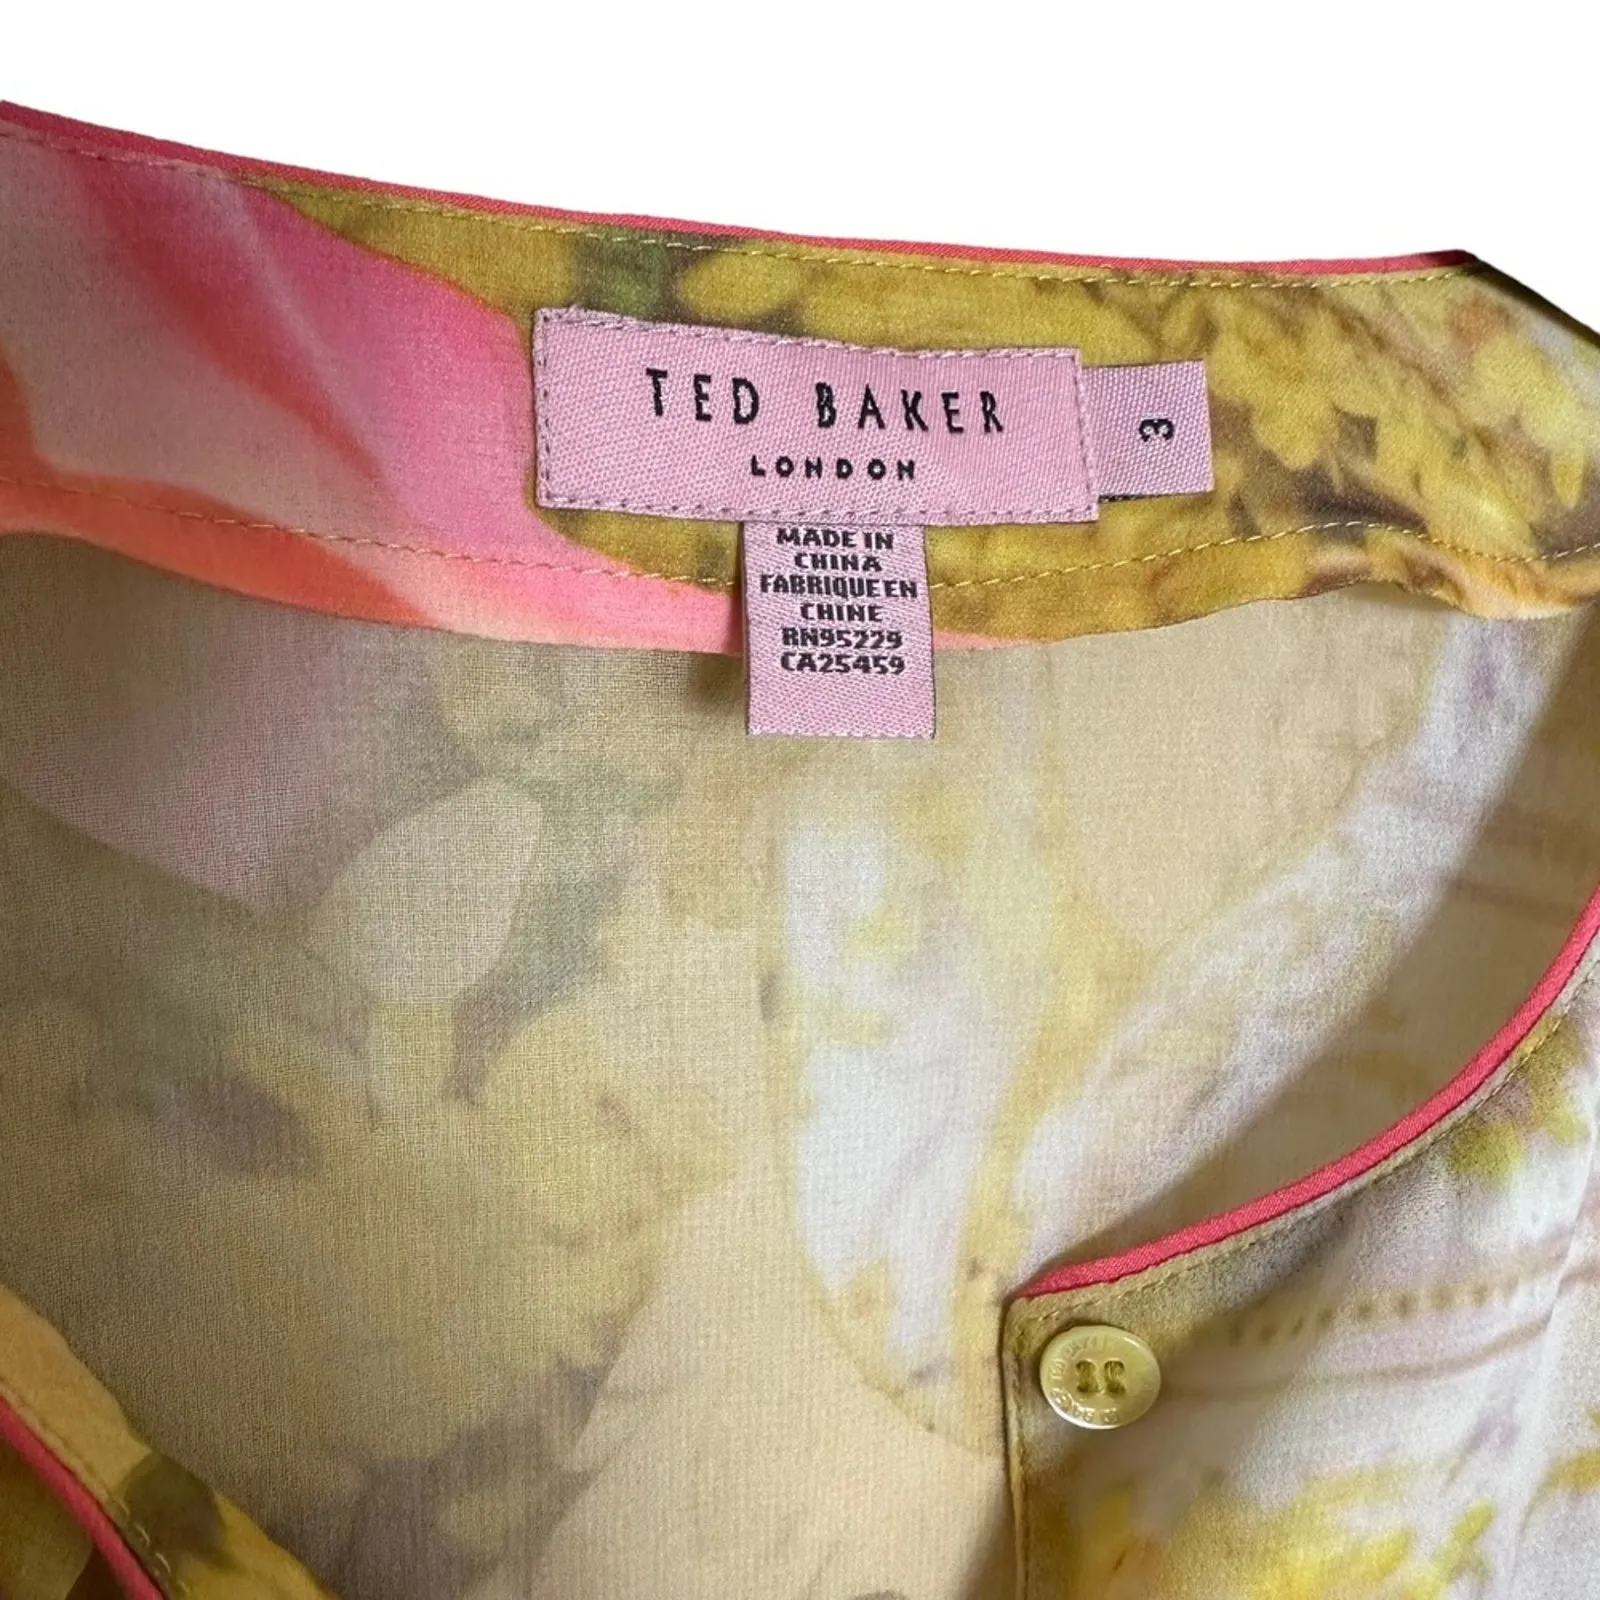 TED BAKER
LONDON
3
MADE IN
CHINA
FABRIQUE EN
CHINE
RN95229
CA25459